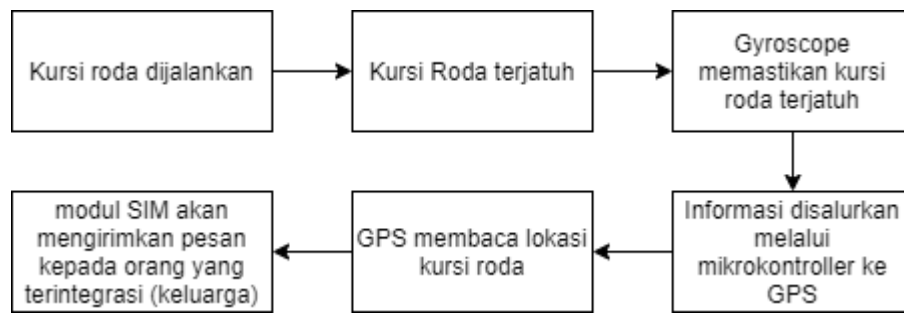 Kursi roda dijalankan
Kursi Roda terjatuh
Gyroscope
memastikan kursi
roda terjatuh
Informasi disalurkan
melalui
mikrokontroller ke
GPS
GPS membaca lokasi
kursi roda
modul SIM akan
mengirimkan pesan
kepada orang yang
terintegrasi (keluarga)